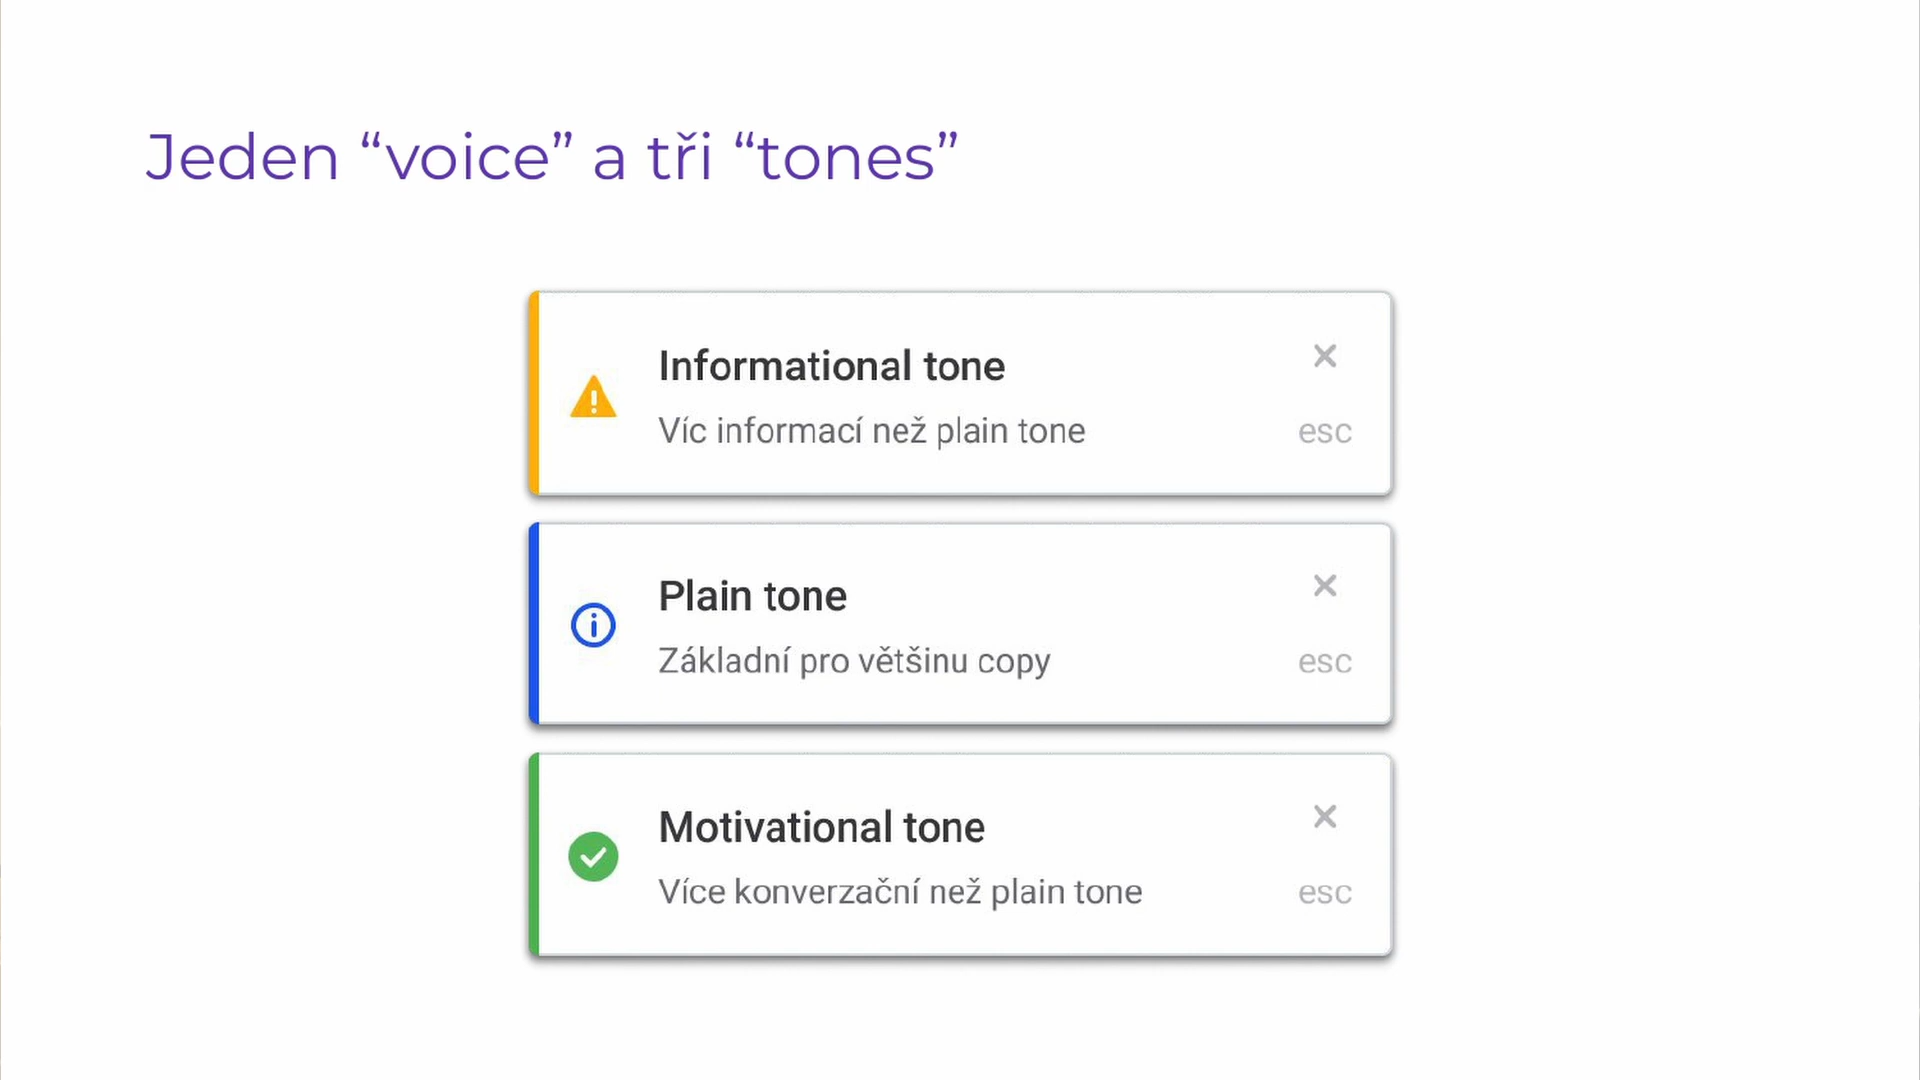 Jeden “voice” a tři “tones”
Informational tone
Víc informací než plain tone
esc
Plain tone
Základní pro většinu copy
esc
Motivational tone
Více konverzační než plain tone
esc